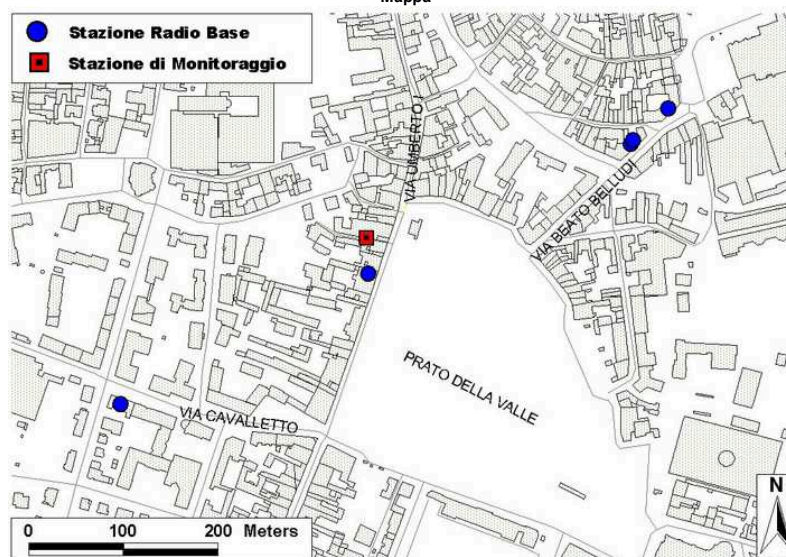 Mappa
Stazione Radio Base
Stazione di Monitoraggio
VIA UMBERTO I
VIA BEATO BELLUDI
PRATO DELLA VALLE
VIA CAVALLETTO
N
0 100 200 Meters